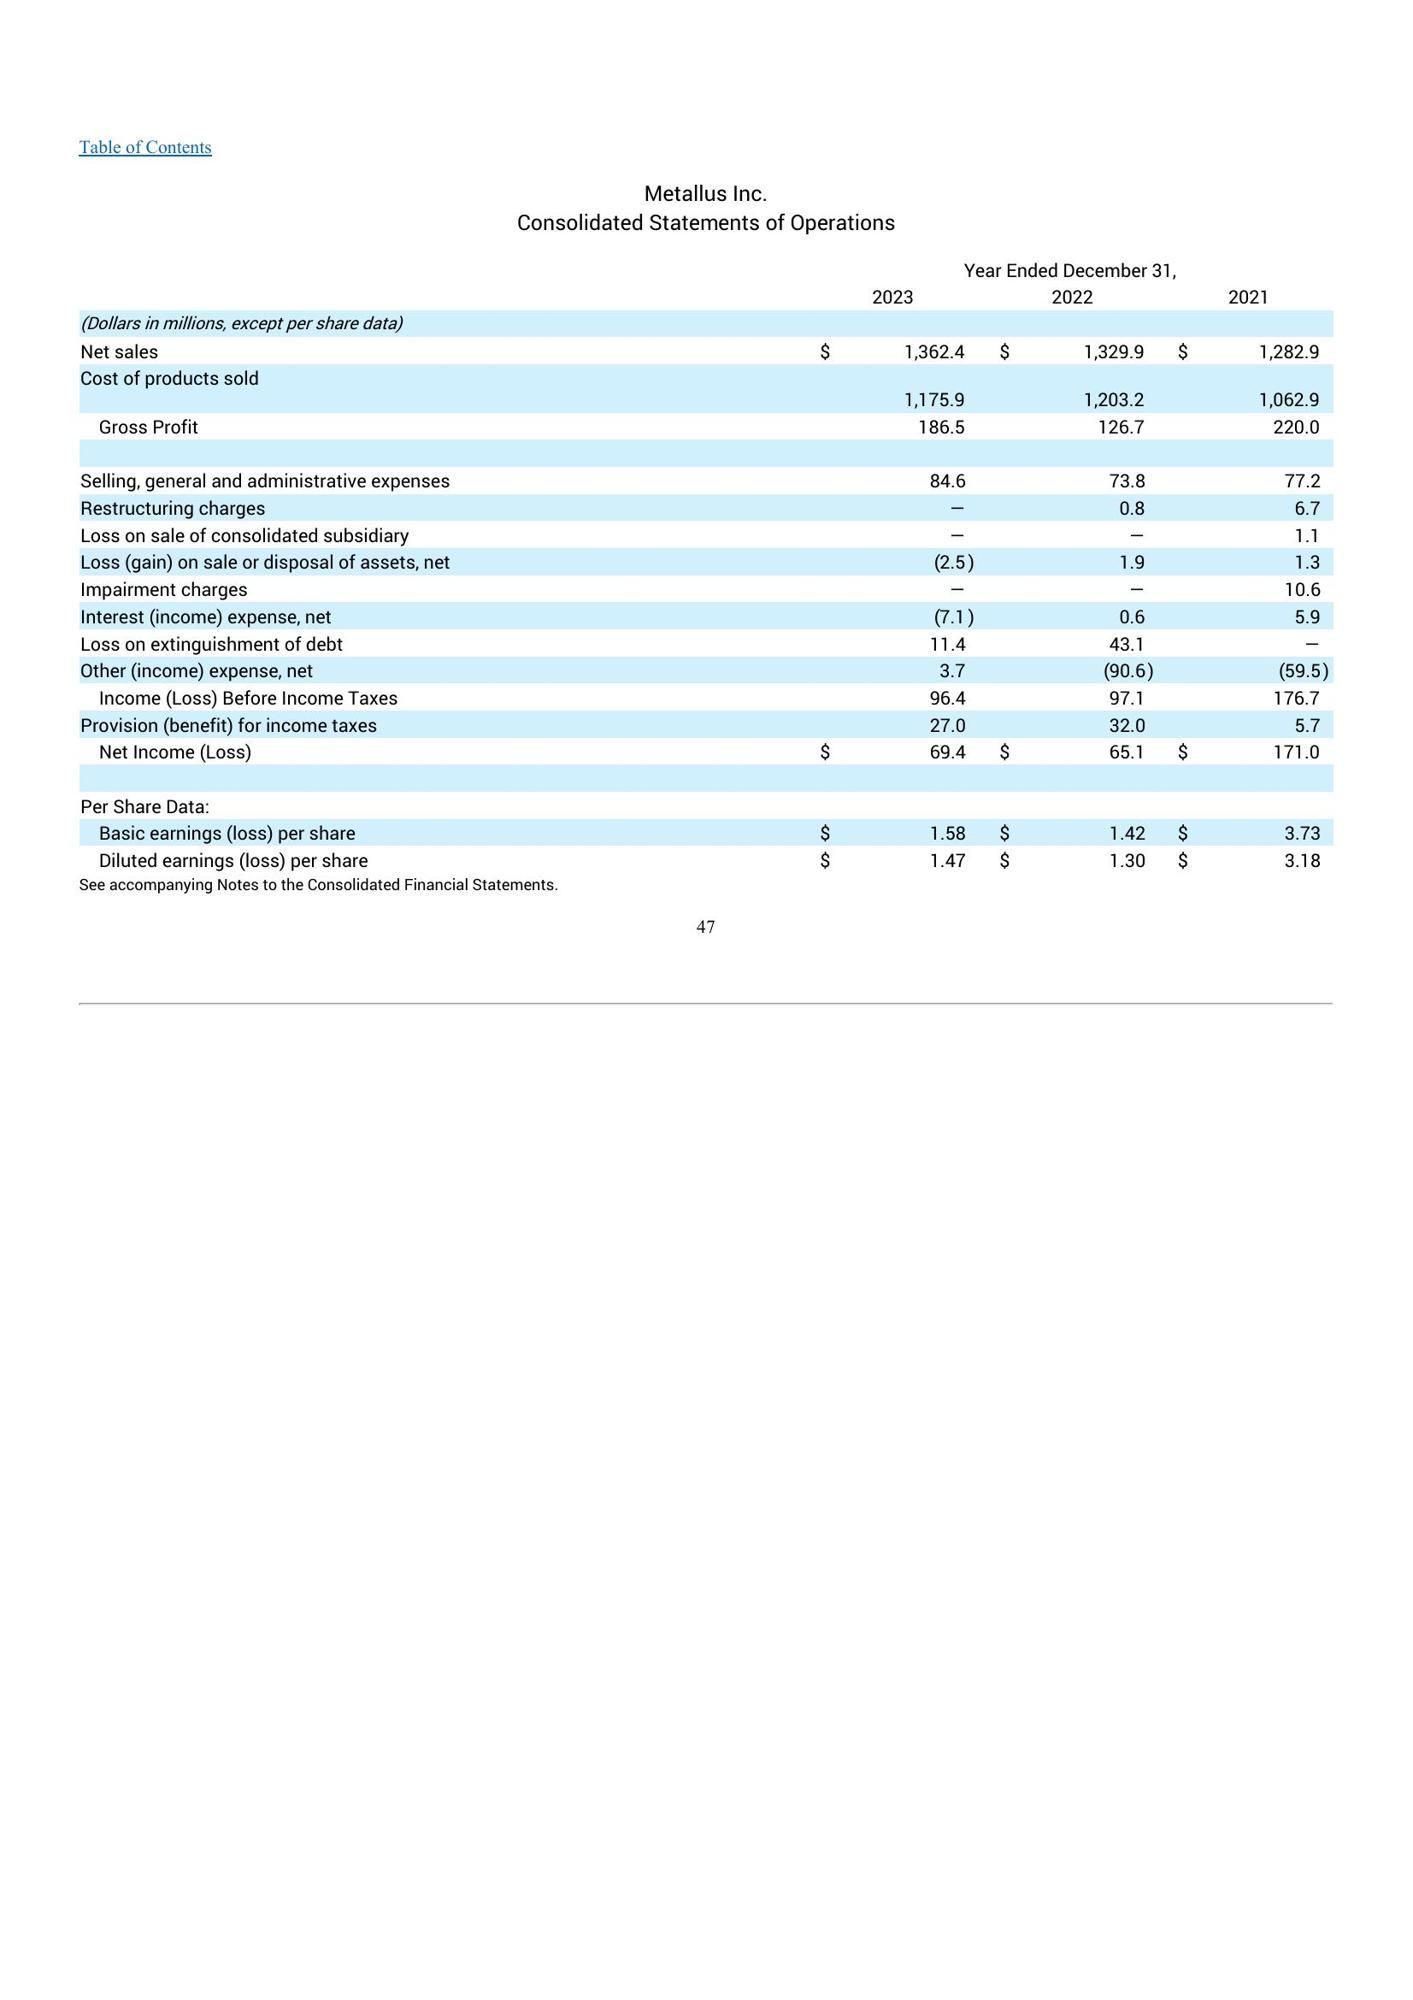 Table of Contents
Metallus Inc.
Consolidated Statements of Operations
Year Ended December 31,
2023 2022 2021
(Dollars in millions, except per share data)
Net sales $ 1,362.4 $ 1,329.9 $ 1,282.9
Cost of products sold
1,175.9 1,203.2 1,062.9
Gross Profit 186.5 126.7 220.0
Selling, general and administrative expenses 84.6 73.8 77.2
Restructuring charges — 0.8 6.7
Loss on sale of consolidated subsidiary — — 1.1
Loss (gain) on sale or disposal of assets, net (2.5) 1.9 1.3
Impairment charges — — 10.6
Interest (income) expense, net (7.1) 0.6 5.9
Loss on extinguishment of debt 11.4 43.1 —
Other (income) expense, net 3.7 (90.6) (59.5)
Income (Loss) Before Income Taxes 96.4 97.1 176.7
Provision (benefit) for income taxes 27.0 32.0 5.7
Net Income (Loss) $ 69.4 $ 65.1 $ 171.0
Per Share Data:
Basic earnings (loss) per share $ 1.58 $ 1.42 $ 3.73
Diluted earnings (loss) per share $ 1.47 $ 1.30 $ 3.18
See accompanying Notes to the Consolidated Financial Statements.
47